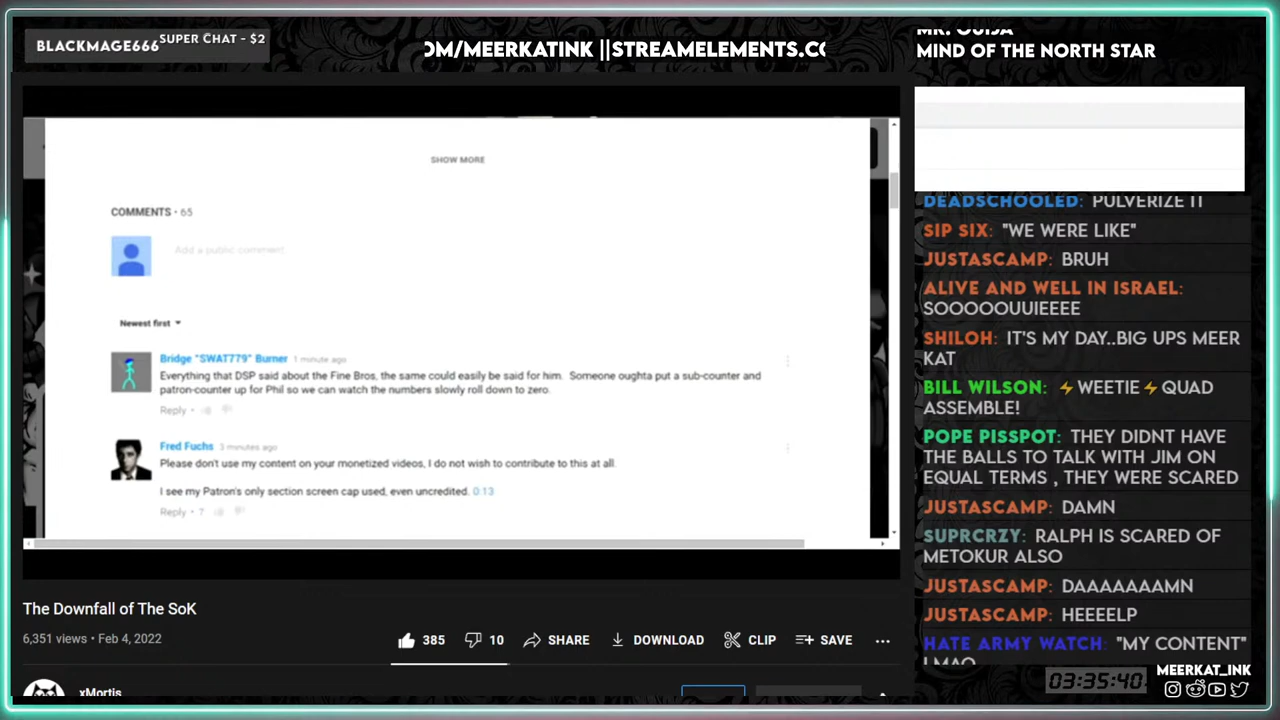 BLACKMAGE666 SUPER CHAT - $2
OM/MEERKATINK ||STREAMELEMENTS.CO
MR. OUIJA
MIND OF THE NORTH STAR
SHOW MORE
COMMENTS • 65
Add a public comment
Newest first
Bridge "SWAT779" Burner 1 minute ago
Everything that DSP said about the Fine Bros, the same could easily be said for him. Someone oughta put a sub-counter and
patron-counter up for Phil so we can watch the numbers slowly roll down to zero.
Reply
Fred Fuchs 3 minutes ago
Please don't use my content on your monetized videos, I do not wish to contribute to this at all.
I see my Patron's only section screen cap used, even uncredited. 0:13
Reply • 7
The Downfall of The SoK
6,351 views • Feb 4, 2022
385
10
SHARE
DOWNLOAD
CLIP
SAVE
xMortis
DEADSCHOOLED: PULVERIZE IT
SIP SIX: "WE WERE LIKE"
JUSTASCAMP: BRUH
ALIVE AND WELL IN ISRAEL:
SOOOOOUUIEEEE
SHILOH: IT'S MY DAY..BIG UPS MEER
KAT
BILL WILSON: ⚡WEETIE⚡QUAD
ASSEMBLE!
POPE PISSPOT: THEY DIDNT HAVE
THE BALLS TO TALK WITH JIM ON
EQUAL TERMS , THEY WERE SCARED
JUSTASCAMP: DAMN
SUPRCRZY: RALPH IS SCARED OF
METOKUR ALSO
JUSTASCAMP: DAAAAAAAMN
JUSTASCAMP: HEEEELP
HATE ARMY WATCH: "MY CONTENT"
LMAO
03:35:40
MEERKAT_INK